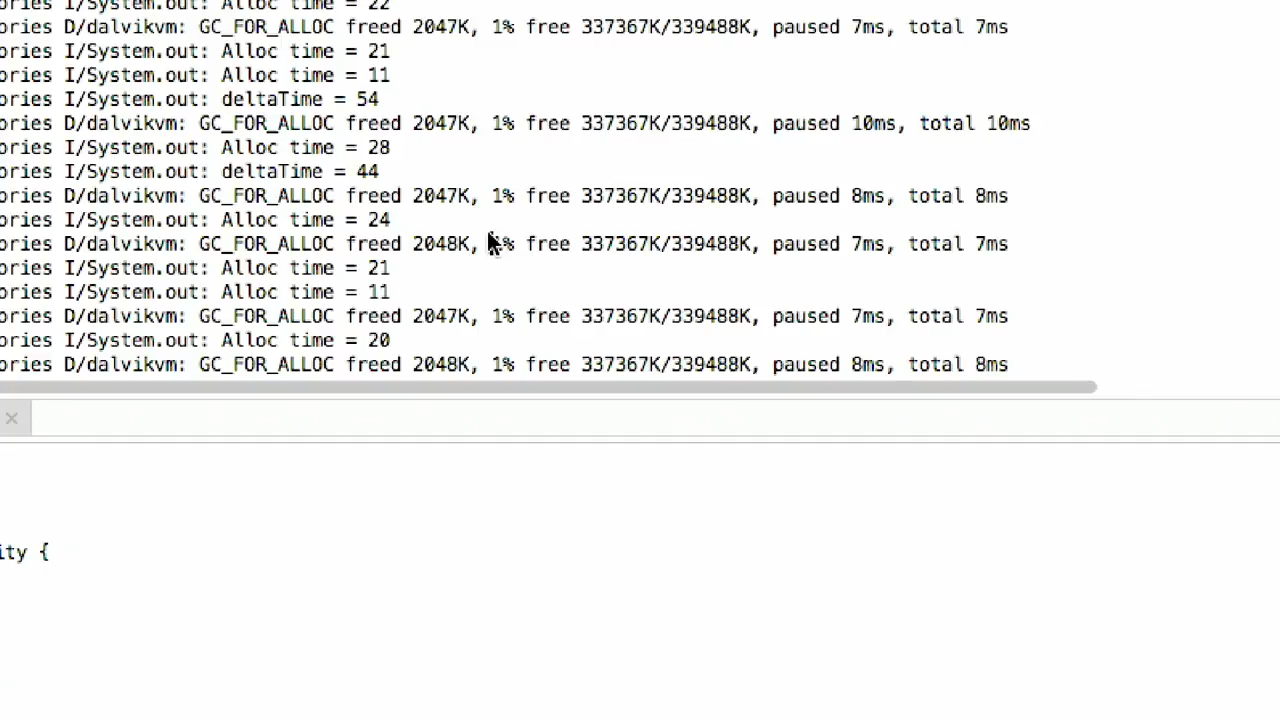 ories I/System.out: Alloc time = 22
ories D/dalvikvm: GC_FOR_ALLOC freed 2047K, 1% free 337367K/339488K, paused 7ms, total 7ms
ories I/System.out: Alloc time = 21
ories I/System.out: Alloc time = 11
ories I/System.out: deltaTime = 54
ories D/dalvikvm: GC_FOR_ALLOC freed 2047K, 1% free 337367K/339488K, paused 10ms, total 10ms
ories I/System.out: Alloc time = 28
ories I/System.out: deltaTime = 44
ories D/dalvikvm: GC_FOR_ALLOC freed 2047K, 1% free 337367K/339488K, paused 8ms, total 8ms
ories I/System.out: Alloc time = 24
ories D/dalvikvm: GC_FOR_ALLOC freed 2048K, % free 337367K/339488K, paused 7ms, total 7ms
ories I/System.out: Alloc time = 21
ories I/System.out: Alloc time = 11
ories D/dalvikvm: GC_FOR_ALLOC freed 2047K, 1% free 337367K/339488K, paused 7ms, total 7ms
ories I/System.out: Alloc time = 20
ories D/dalvikvm: GC_FOR_ALLOC freed 2048K, 1% free 337367K/339488K, paused 8ms, total 8ms
ity {